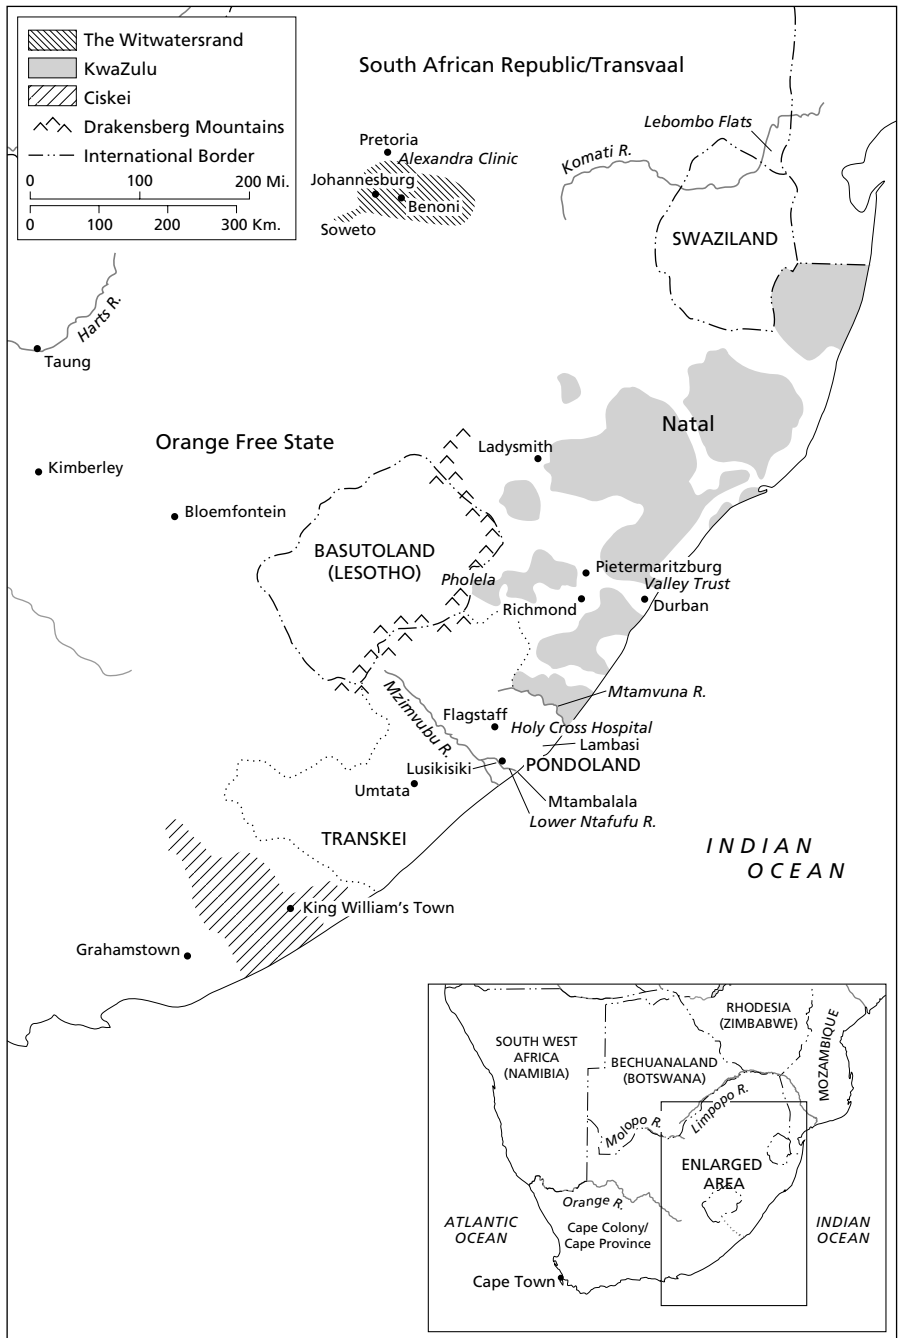 The Witwatersrand
KwaZulu
Ciskei
Drakensberg Mountains
International Border
0 100 200 Mi.
0 100 200 300 Km.
South African Republic/Transvaal
Lebombo Flats
Pretoria
Alexandra Clinic
Komati R.
Johannesburg
Benoni
Soweto
SWAZILAND
Harts R.
Taung
Natal
Orange Free State
Ladysmith
Kimberley
Bloemfontein
BASUTOLAND
(LESOTHO)
Pholela
Pietermaritzburg
Valley Trust
Richmond
Durban
Mtamvuna R.
Mzimvubu R.
Flagstaff
Holy Cross Hospital
Lambasi
Lusikisiki
PONDOLAND
Umtata
Mtambalala
Lower Ntafufu R.
TRANSKEI
INDIAN
OCEAN
King William's Town
Grahamstown
RHODESIA
(ZIMBABWE)
SOUTH WEST
AFRICA
(NAMIBIA)
BECHUANALAND
(BOTSWANA)
MOZAMBIQUE
Molopo R.
Limpopo R.
ENLARGED
AREA
Orange R.
ATLANTIC
OCEAN
Cape Colony/
Cape Province
INDIAN
OCEAN
Cape Town